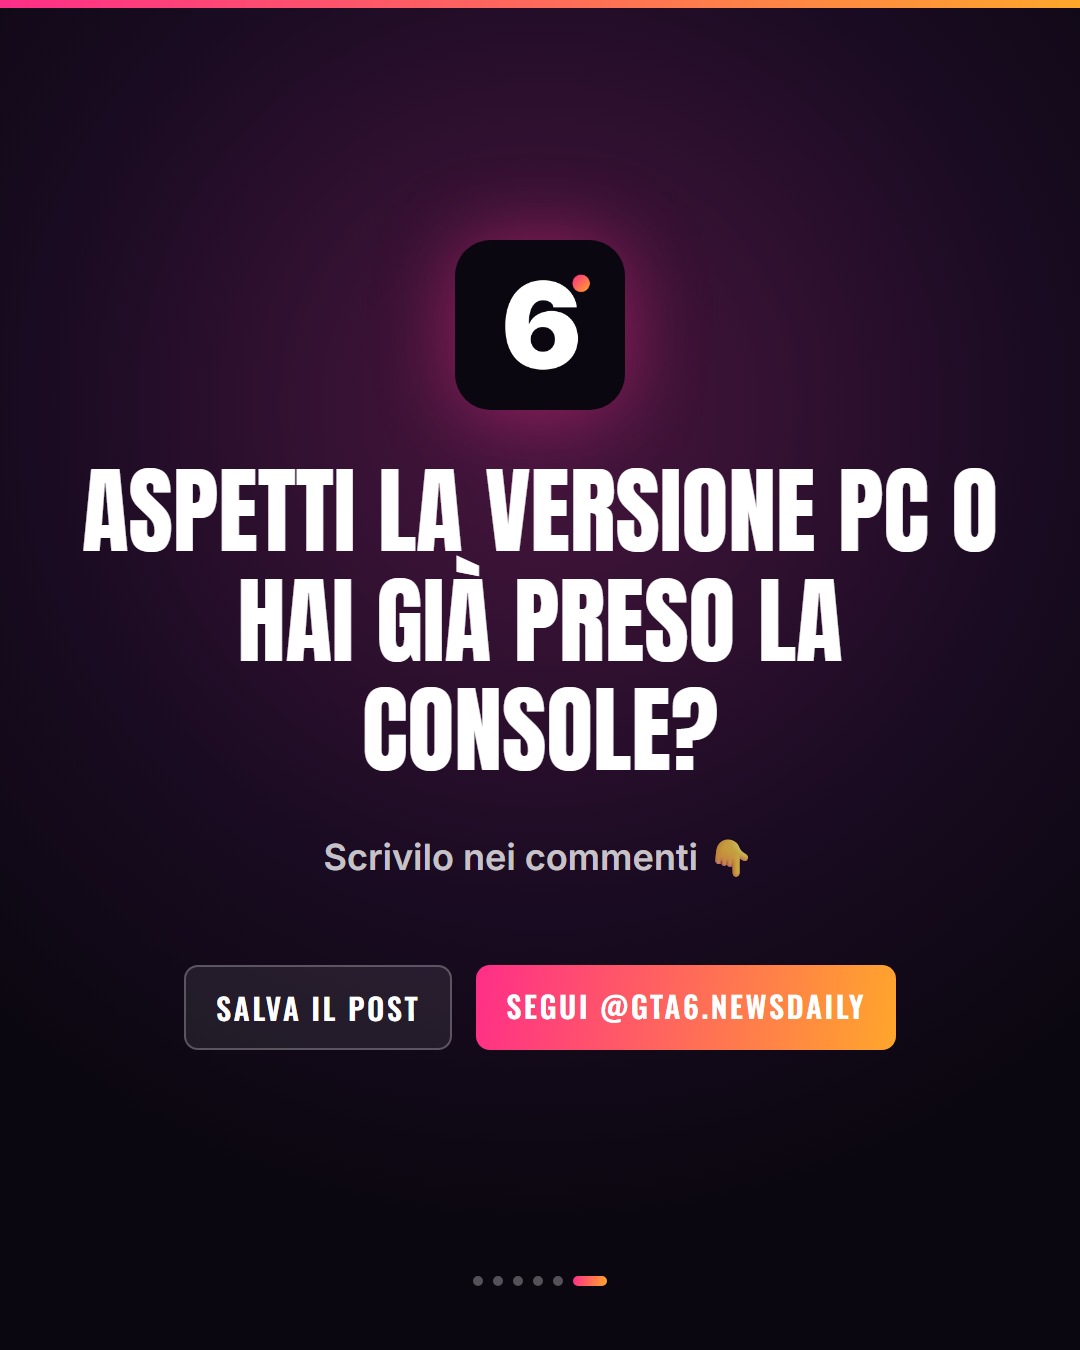 6
ASPETTI LA VERSIONE PC O
HAI GIÀ PRESO LA
CONSOLE?
Scrivilo nei commenti 👇
SALVA IL POST
SEGUI @GTA6.NEWSDAILY